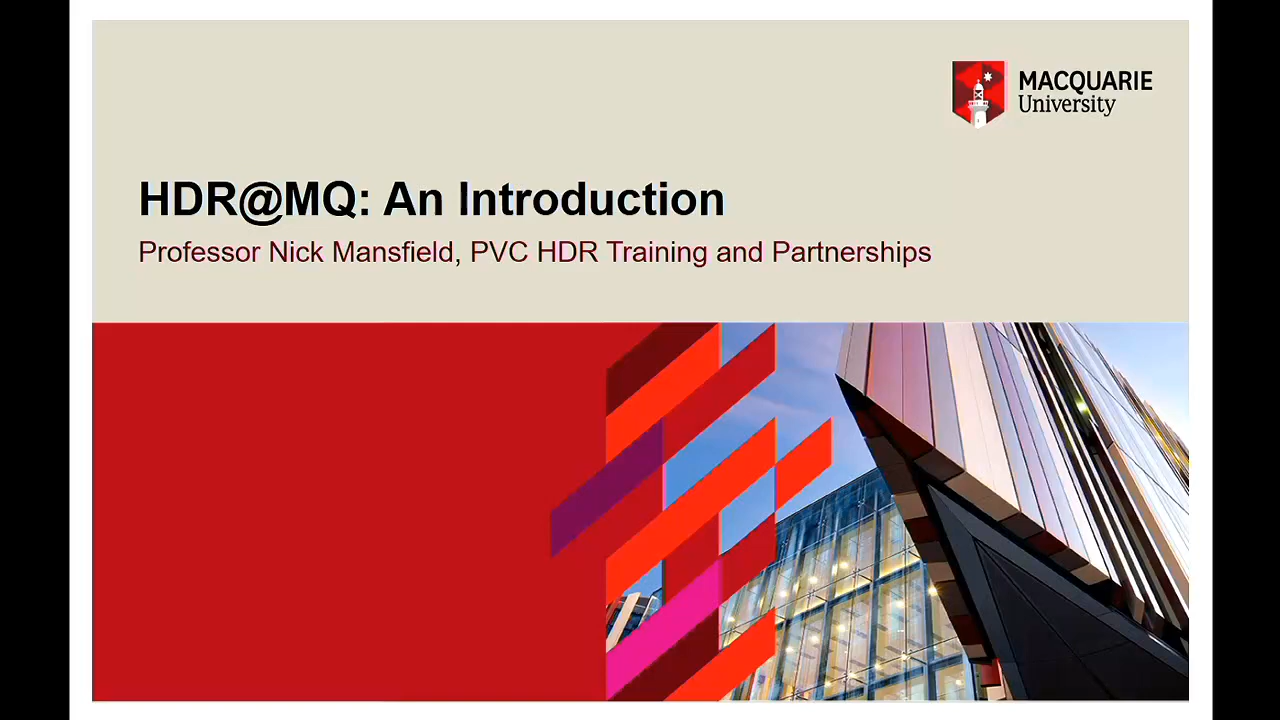 MACQUARIE
University
HDR@MQ: An Introduction
Professor Nick Mansfield, PVC HDR Training and Partnerships